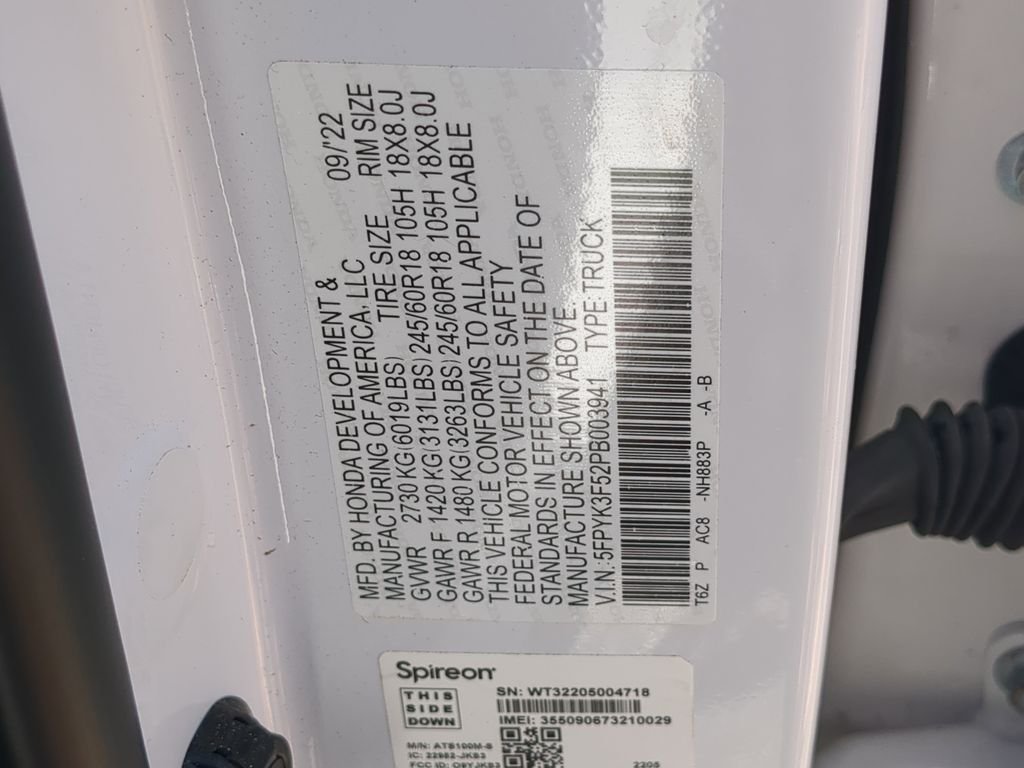 MFD. BY HONDA DEVELOPMENT &
MANUFACTURING OF AMERICA, LLC 09/'22
GVWR 2730 KG(6019LBS) TIRE SIZE RIM SIZE
GAWR F 1420 KG(3131LBS) 245/60R18 105H 18X8.0J
GAWR R 1480 KG(3263LBS) 245/60R18 105H 18X8.0J
THIS VEHICLE CONFORMS TO ALL APPLICABLE
FEDERAL MOTOR VEHICLE SAFETY
STANDARDS IN EFFECT ON THE DATE OF
MANUFACTURE SHOWN ABOVE.
V.I.N: 5FPYK3F52PB003941 TYPE:TRUCK
T6Z P AC8 -NH883P -A -B
Spireon
THIS
SIDE
DOWN
SN: WT32205004718
IMEI: 355090673210029
M/N: ATS100M-S
2205